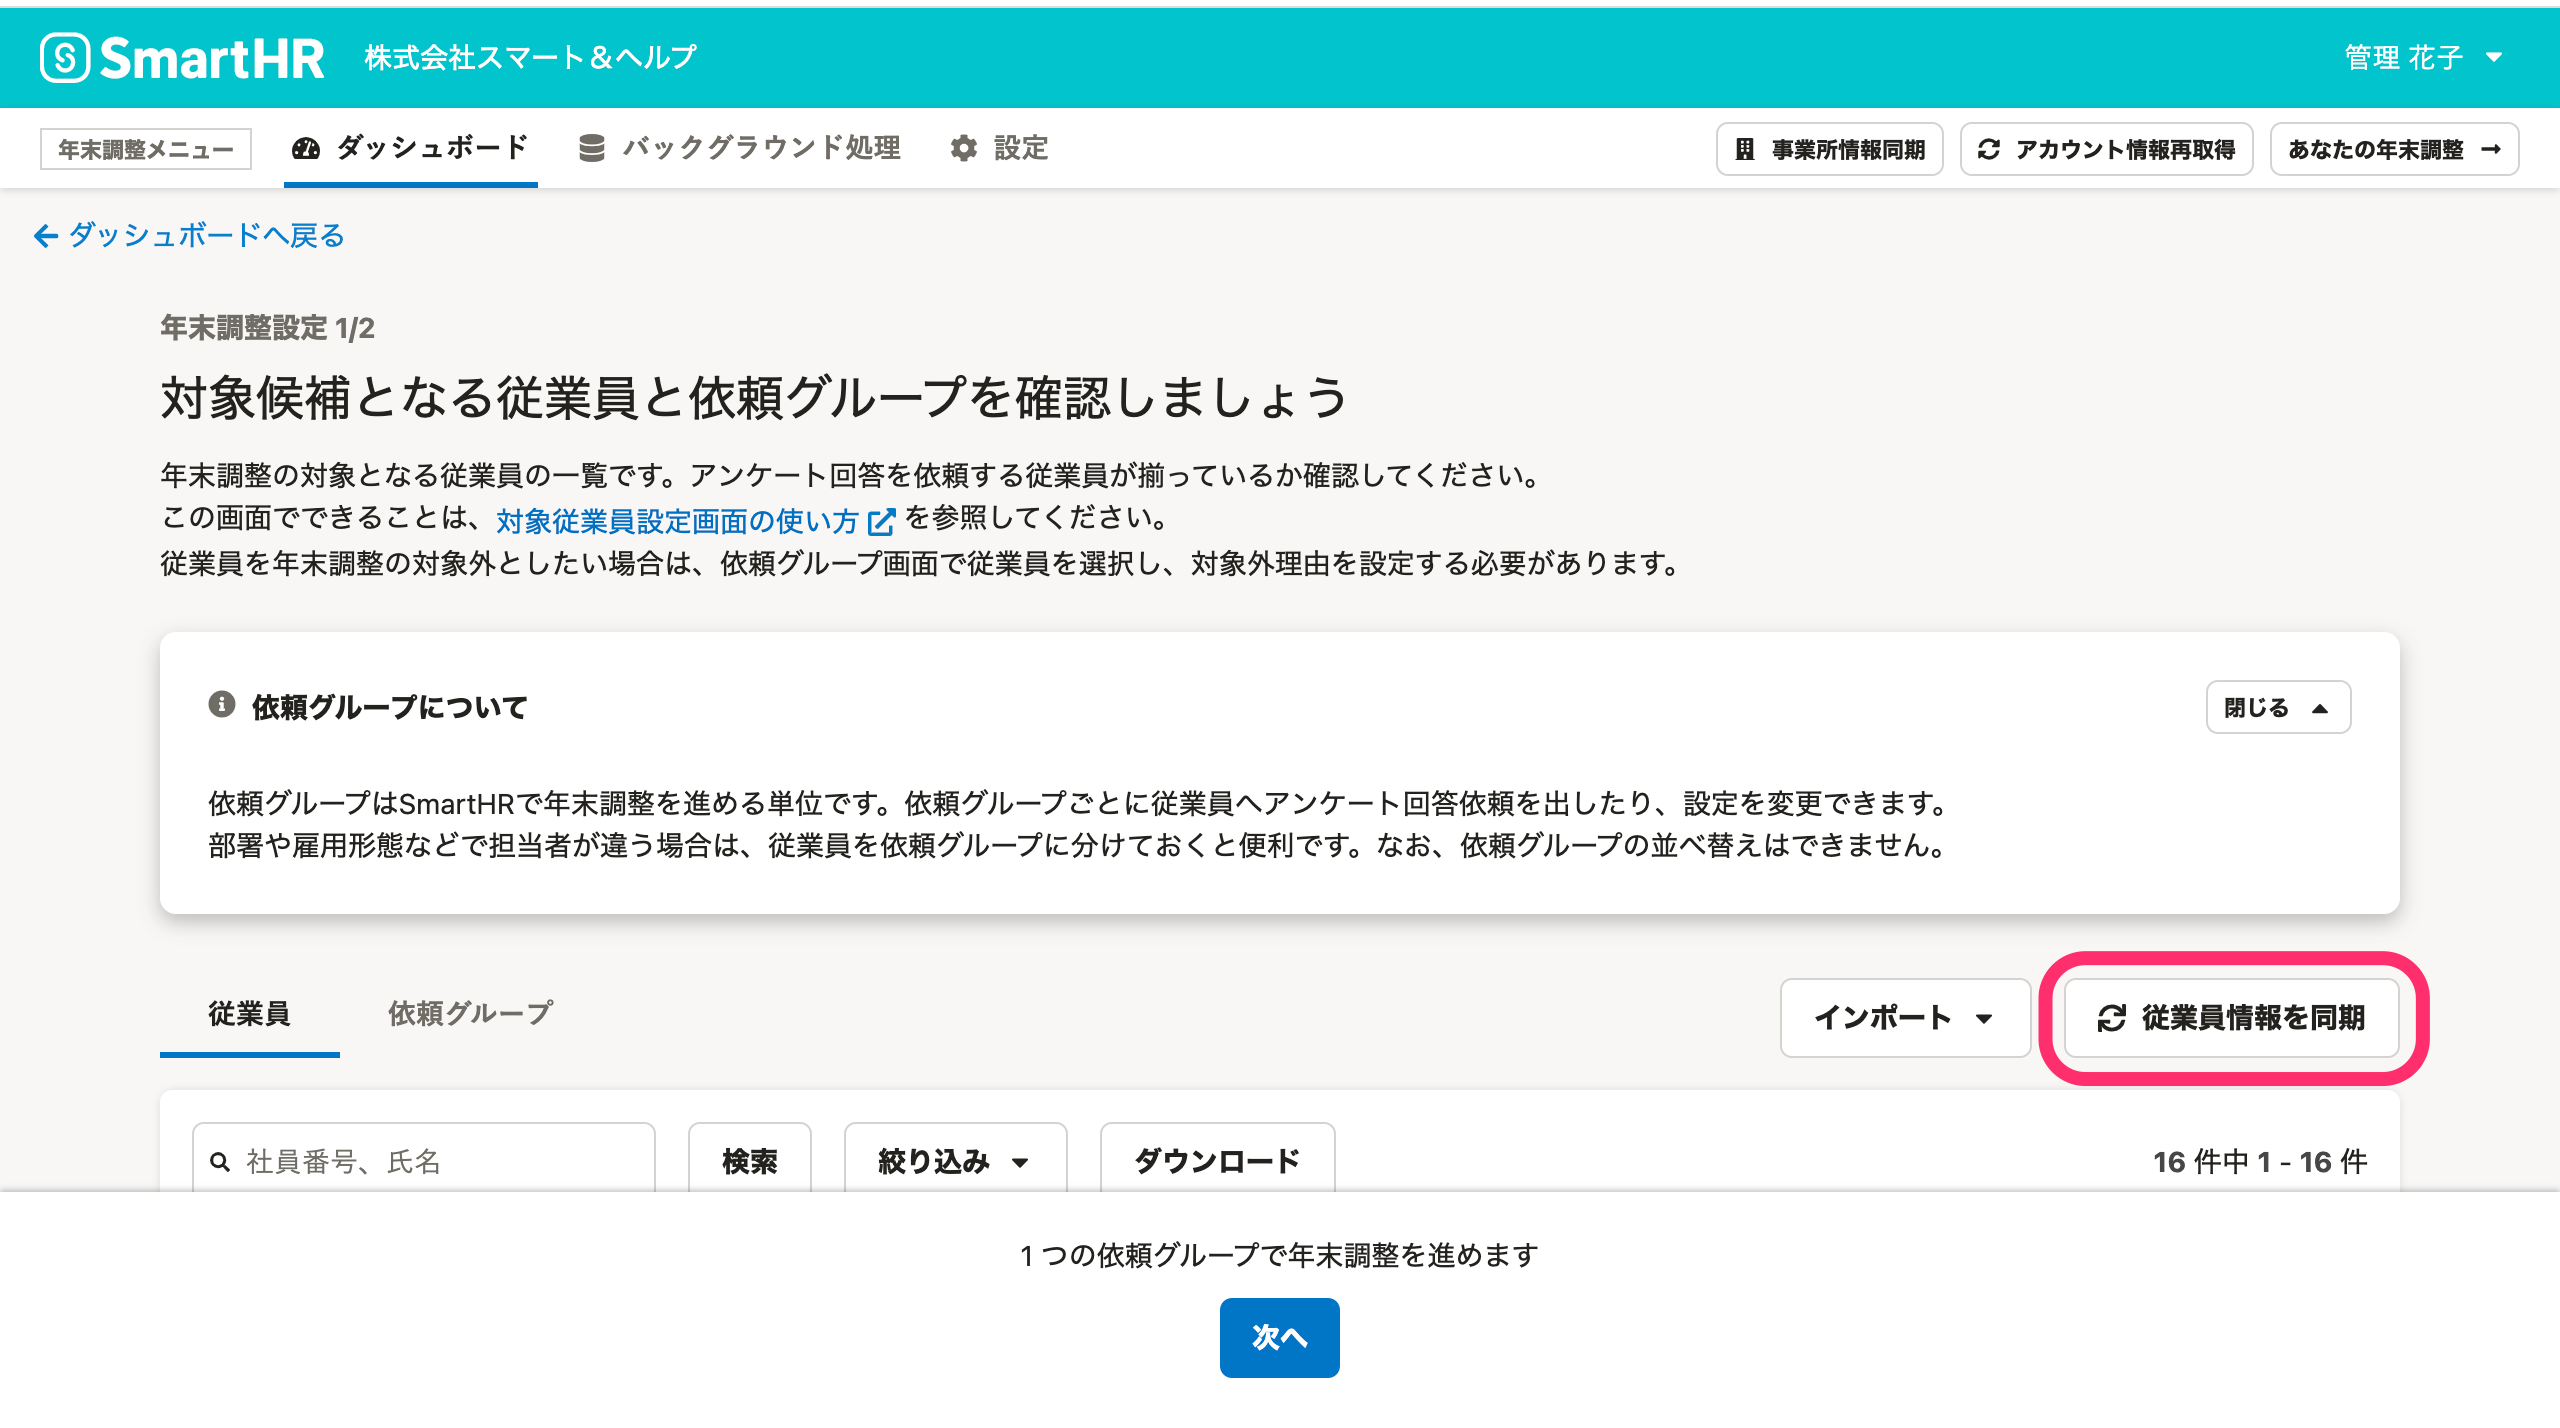 SmartHR 株式会社スマート＆ヘルプ 管理 花子
年末調整メニュー ダッシュボード バックグラウンド処理 設定 事業所情報同期 アカウント情報再取得 あなたの年末調整
ダッシュボードへ戻る
年末調整設定 1/2
対象候補となる従業員と依頼グループを確認しましょう
年末調整の対象となる従業員の一覧です。アンケート回答を依頼する従業員が揃っているか確認してください。
この画面でできることは、対象従業員設定画面の使い方 を参照してください。
従業員を年末調整の対象外としたい場合は、依頼グループ画面で従業員を選択し、対象外理由を設定する必要があります。
依頼グループについて 閉じる
依頼グループはSmartHRで年末調整を進める単位です。依頼グループごとに従業員へアンケート回答依頼を出したり、設定を変更できます。
部署や雇用形態などで担当者が違う場合は、従業員を依頼グループに分けておくと便利です。なお、依頼グループの並べ替えはできません。
従業員 依頼グループ インポート 従業員情報を同期
社員番号、氏名 検索 絞り込み ダウンロード 16 件中 1 - 16 件
1 つの依頼グループで年末調整を進めます
次へ